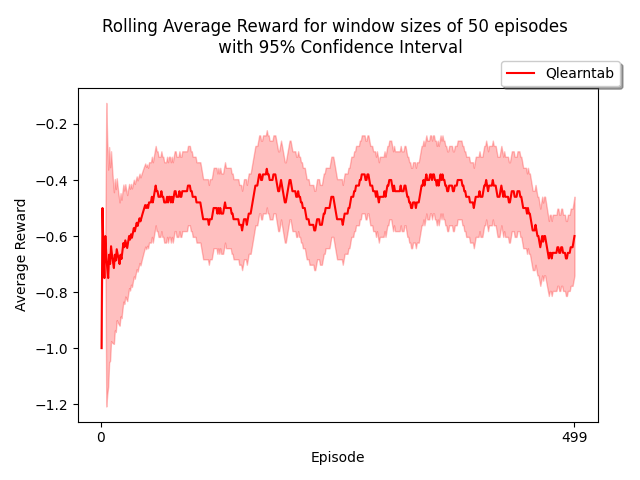 Rolling Average Reward for window sizes of 50 episodes
with 95% Confidence Interval
Qlearntab
−0.2
−0.4
−0.6
−0.8
−1.0
−1.2
Average Reward
0
499
Episode